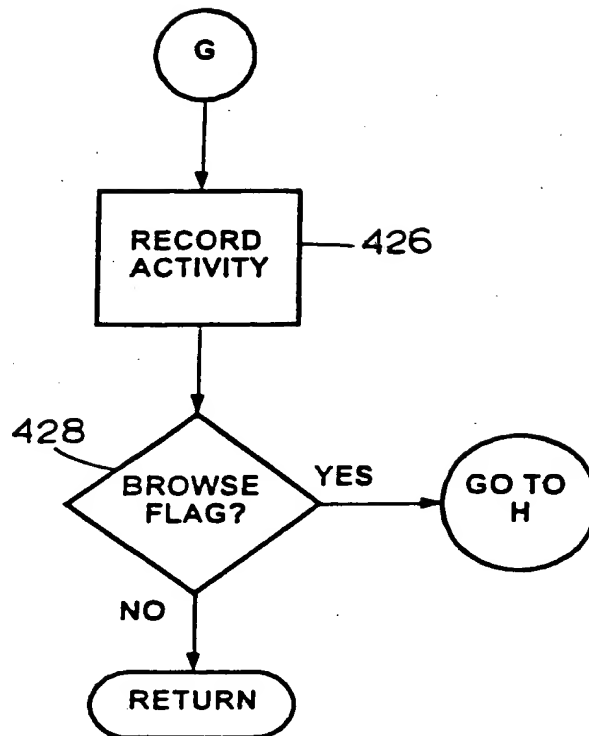 G
RECORD
ACTIVITY
426
428
BROWSE
FLAG?
YES
GO TO
H
NO
RETURN